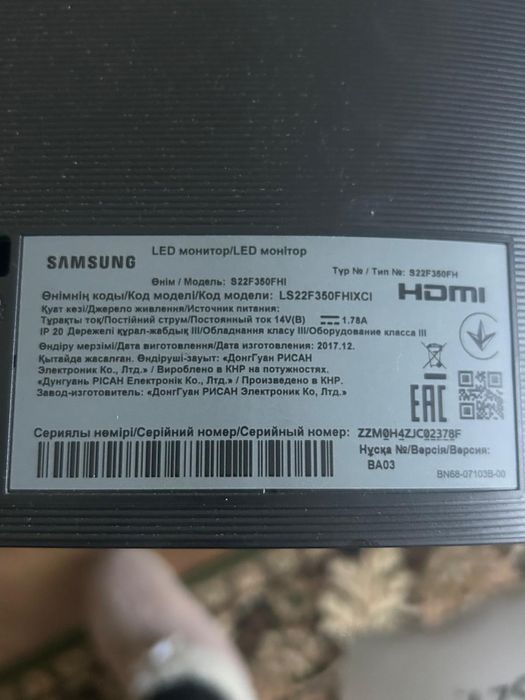 SAMSUNG
LED монитор/LED монітор
Түр № / Тип №: S22F350FH
Өнім / Модель: S22F350FHI
Өнімнің коды/Код моделі/Код модели: LS22F350FHIXCI
HDMI
Қуат көзі/Джерело живлення/Источник питания:
Тұрақты ток/Постійний струм/Постоянный ток 14V(В) 1.78A
IP 20 Дәрежелі құрал-жабдық III/Обладнання класу III/Оборудование класса III
Өндіру мерзімі/Дата виготовлення/Дата изготовления: 2017.12.
Қытайда жасалған. Өндіруші-зауыт: «ДонгГуан РИСАН
Электроник Ко., Лтд.» / Вироблено в КНР на потужностях.
«Дунгуань РІСАН Електронік Ко., Лтд» / Произведено в КНР.
Завод-изготовитель: «ДонгГуан РИСАН Электроник Ко, Лтд.»
EAC
Сериялы нөмірі/Серійний номер/Серийный номер: ZZM0H4ZJC02378F
Нұсқа №/Версія/Версия:
BA03
BN68-07103B-00